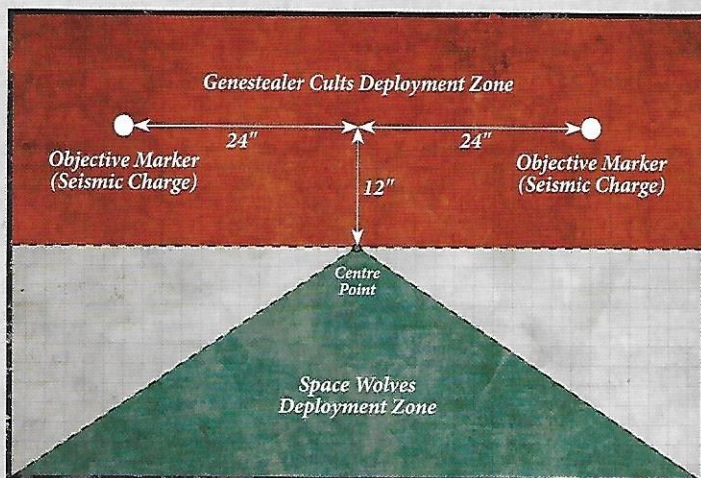 Genestealer Cults Deployment Zone
24"
24"
Objective Marker
(Seismic Charge)
Objective Marker
(Seismic Charge)
12"
Centre
Point
Space Wolves
Deployment Zone